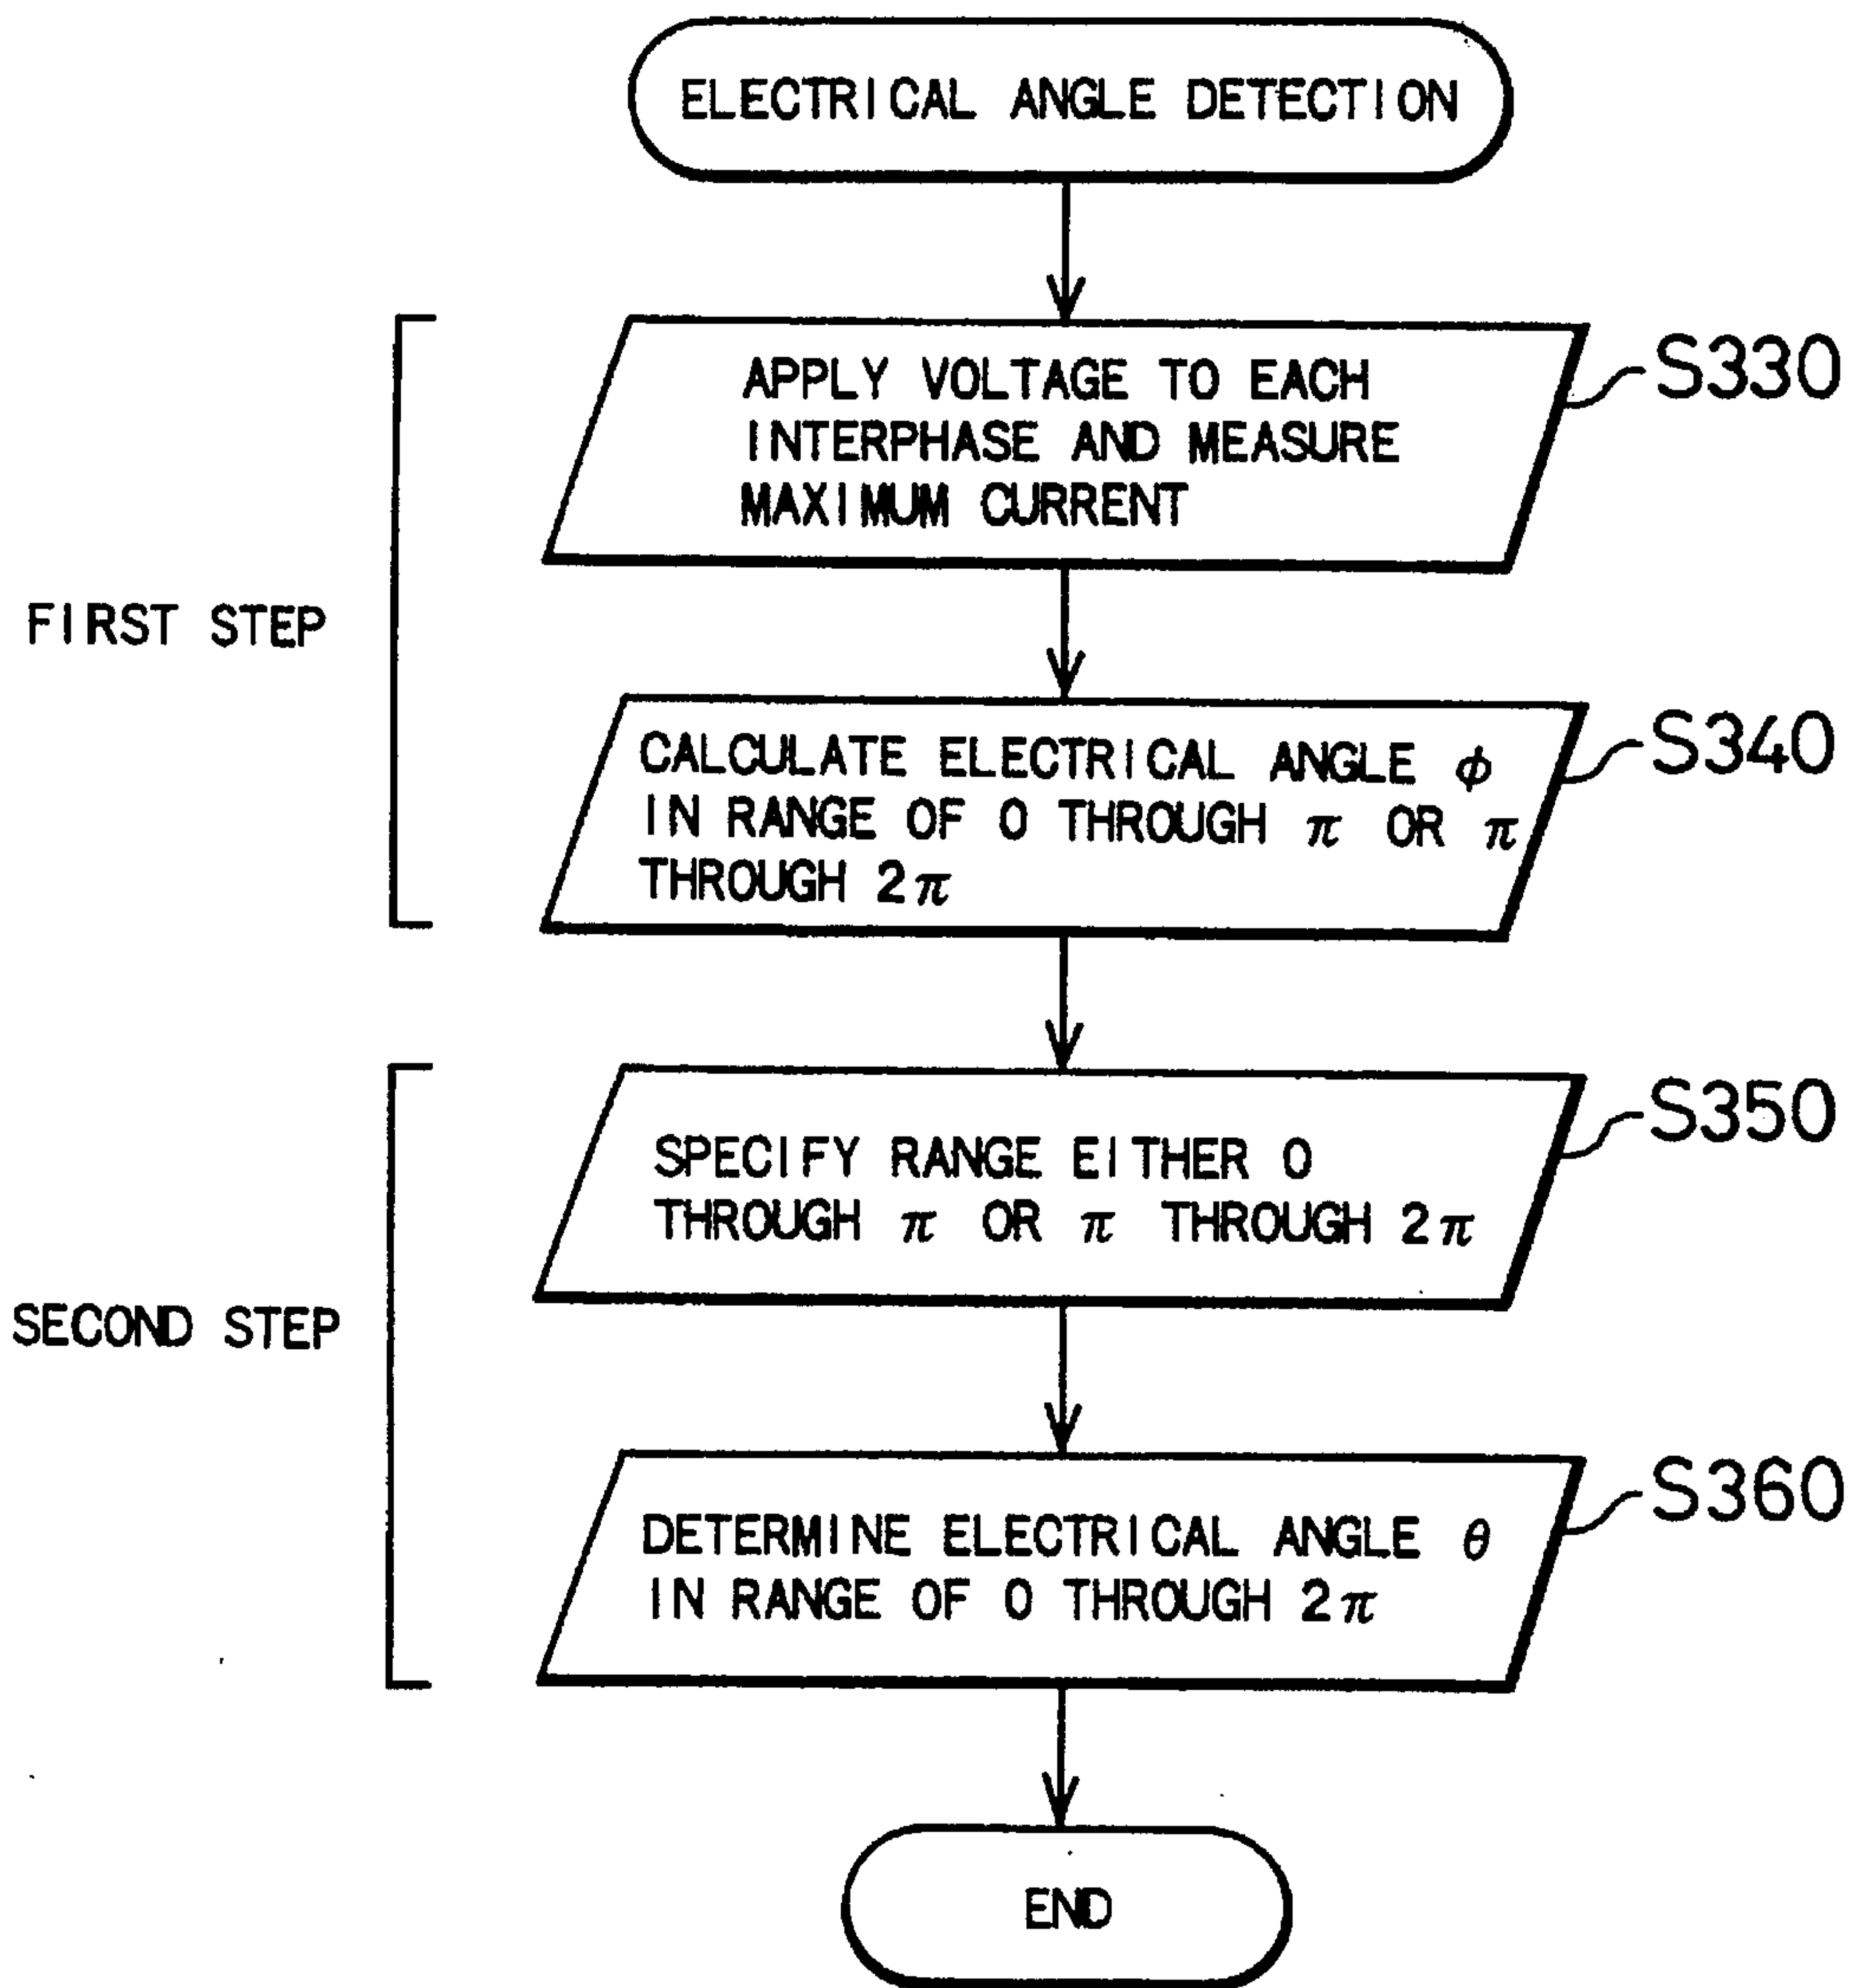 ELECTRICAL ANGLE DETECTION
APPLY VOLTAGE TO EACH
INTERPHASE AND MEASURE
MAXIMUM CURRENT
S330
FIRST STEP
CALCULATE ELECTRICAL ANGLE ϕ
IN RANGE OF 0 THROUGH π OR π
THROUGH 2π
S340
SPECIFY RANGE EITHER 0
THROUGH π OR π THROUGH 2π
S350
SECOND STEP
DETERMINE ELECTRICAL ANGLE θ
IN RANGE OF 0 THROUGH 2π
S360
END